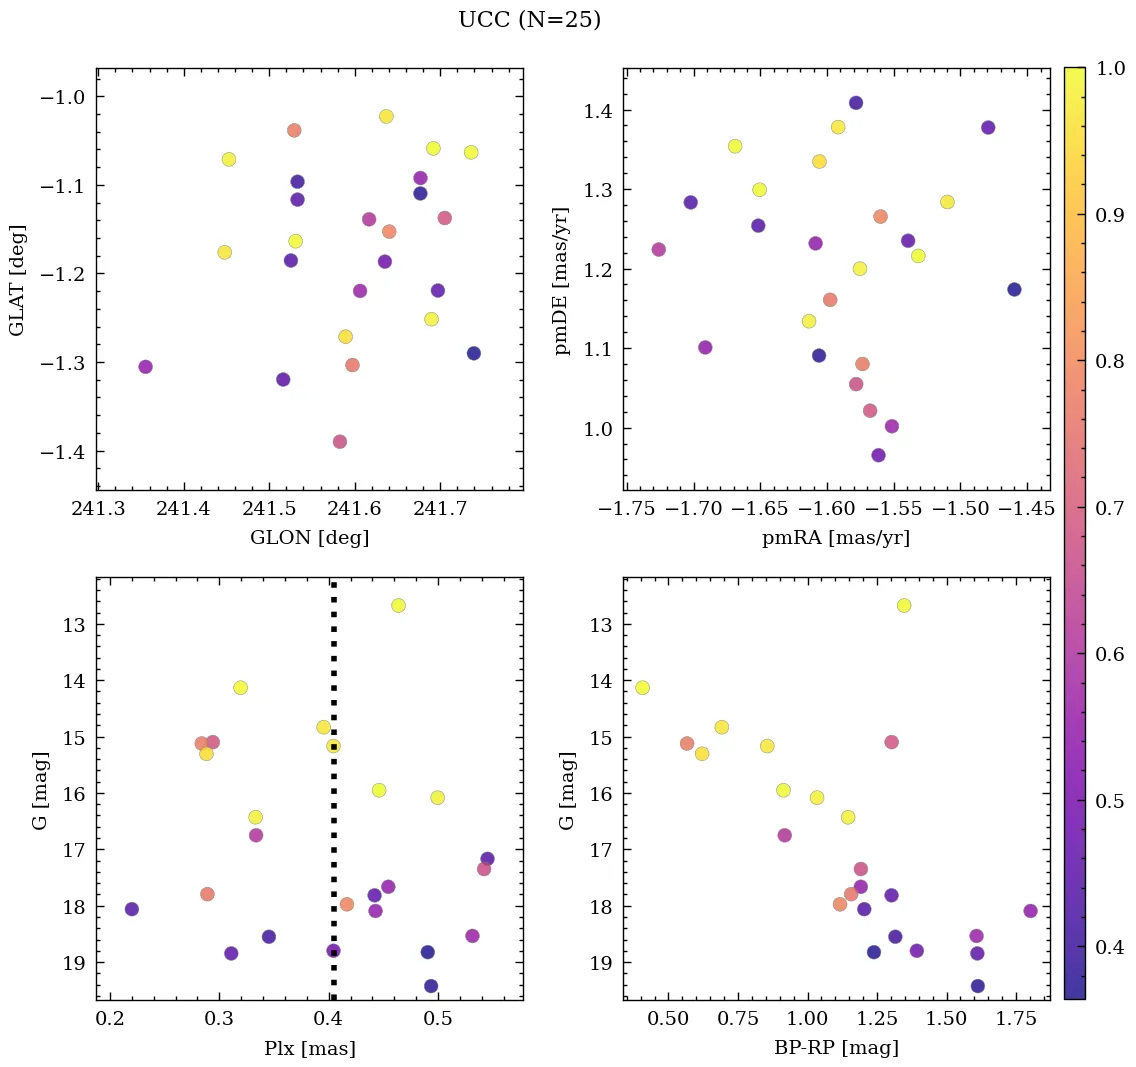 UCC (N=25)
−1.0
−1.1
−1.2
−1.3
−1.4
GLAT [deg]
241.3 241.4 241.5 241.6 241.7
GLON [deg]
1.4
1.3
1.2
1.1
1.0
pmDE [mas/yr]
−1.75 −1.70 −1.65 −1.60 −1.55 −1.50 −1.45
pmRA [mas/yr]
13
14
15
16
17
18
19
G [mag]
0.2 0.3 0.4 0.5
Plx [mas]
13
14
15
16
17
18
19
G [mag]
0.50 0.75 1.00 1.25 1.50 1.75
BP-RP [mag]
1.0
0.9
0.8
0.7
0.6
0.5
0.4